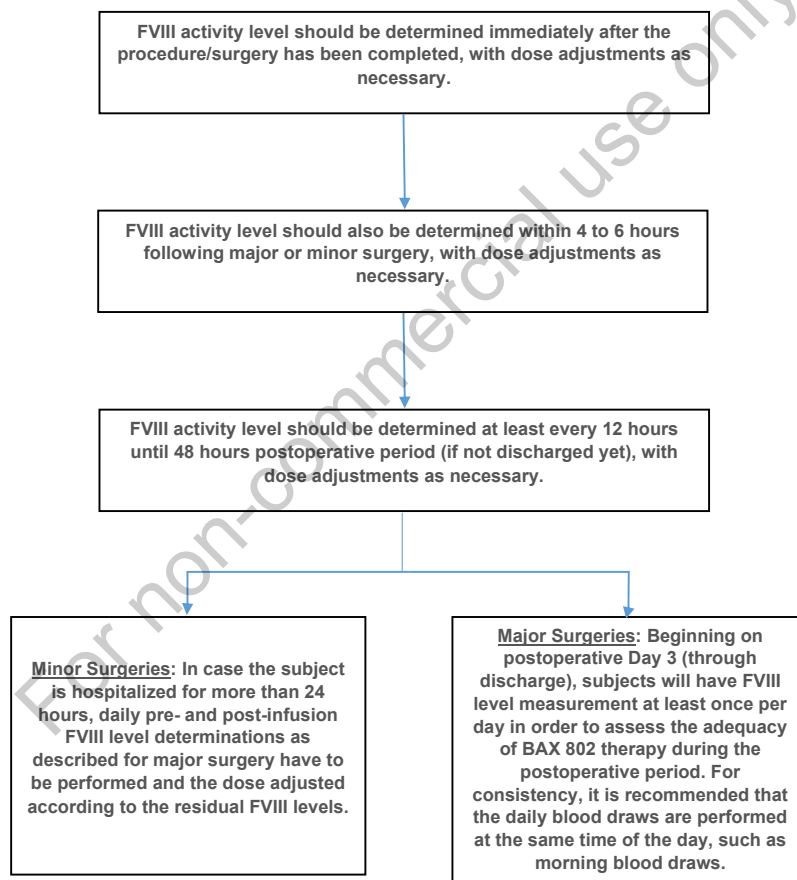 FVIII activity level should be determined immediately after the
procedure/surgery has been completed, with dose adjustments as
necessary.
FVIII activity level should also be determined within 4 to 6 hours
following major or minor surgery, with dose adjustments as
necessary.
FVIII activity level should be determined at least every 12 hours
until 48 hours postoperative period (if not discharged yet), with
dose adjustments as necessary.
Minor Surgeries: In case the subject
is hospitalized for more than 24
hours, daily pre- and post-infusion
FVIII level determinations as
described for major surgery have to
be performed and the dose adjusted
according to the residual FVIII levels.
Major Surgeries: Beginning on
postoperative Day 3 (through
discharge), subjects will have FVIII
level measurement at least once per
day in order to assess the adequacy
of BAX 802 therapy during the
postoperative period. For
consistency, it is recommended that
the daily blood draws are performed
at the same time of the day, such as
morning blood draws.
For non-commercial use only